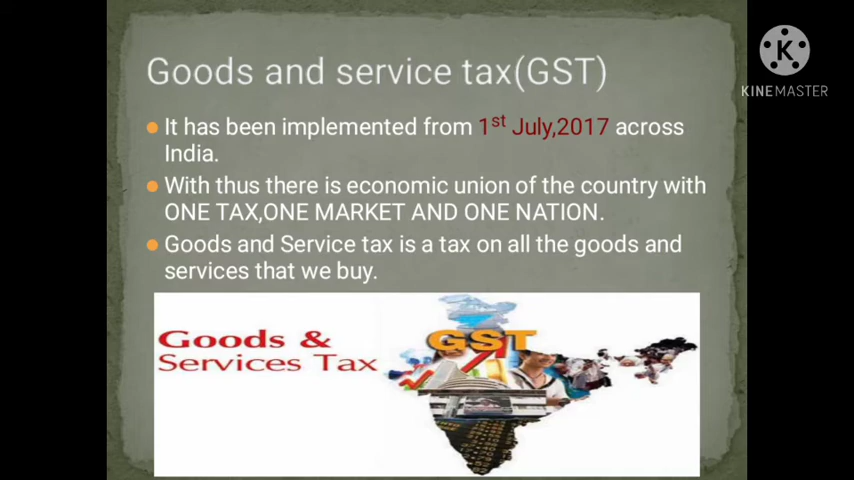 Goods and service tax(GST)
KINEMASTER
It has been implemented from 1st July,2017 across
India.
With thus there is economic union of the country with
ONE TAX,ONE MARKET AND ONE NATION.
Goods and Service tax is a tax on all the goods and
services that we buy.
Goods &
Services Tax
GST